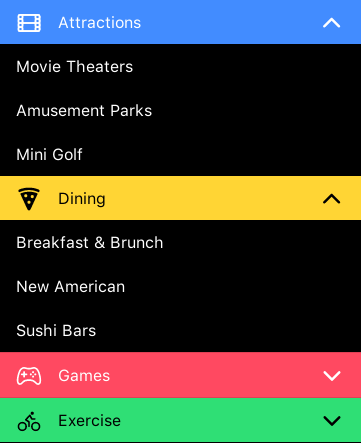 Attractions
Movie Theaters
Amusement Parks
Mini Golf
Dining
Breakfast & Brunch
New American
Sushi Bars
Games
Exercise